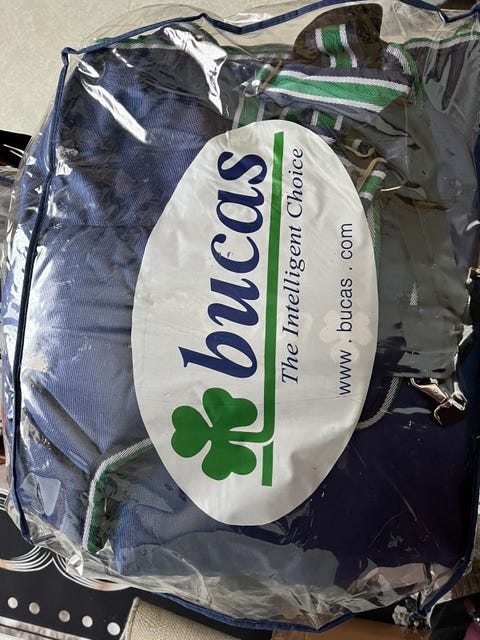 bucas
The Intelligent Choice
www . bucas . com